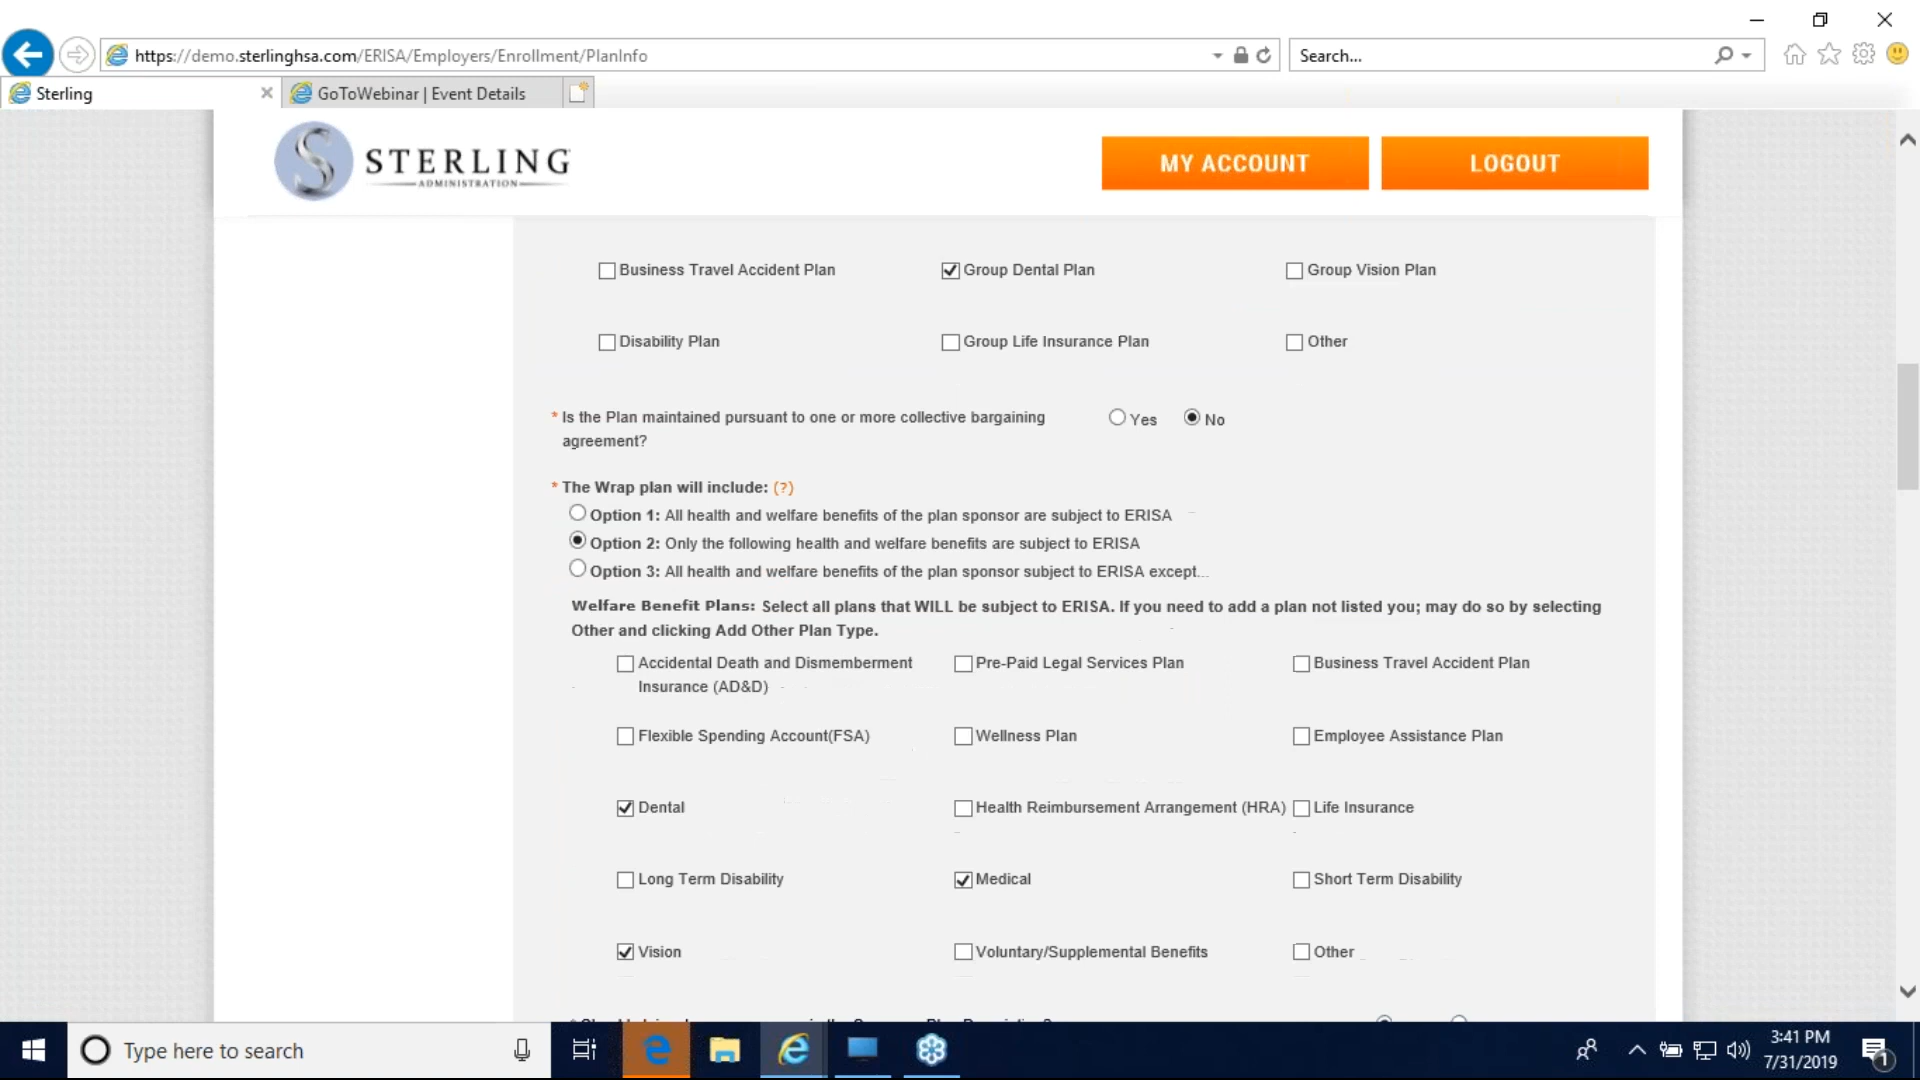 https://demo.sterlinghsa.com/ERISA/Employers/Enrollment/PlanInfo
Search...
Sterling
GoToWebinar | Event Details
STERLING
ADMINISTRATION
MY ACCOUNT
LOGOUT
Business Travel Accident Plan
Group Dental Plan
Group Vision Plan
Disability Plan
Group Life Insurance Plan
Other
* Is the Plan maintained pursuant to one or more collective bargaining
agreement?
Yes
No
* The Wrap plan will include: (?)
Option 1: All health and welfare benefits of the plan sponsor are subject to ERISA
Option 2: Only the following health and welfare benefits are subject to ERISA
Option 3: All health and welfare benefits of the plan sponsor subject to ERISA except...
Welfare Benefit Plans: Select all plans that WILL be subject to ERISA. If you need to add a plan not listed you; may do so by selecting
Other and clicking Add Other Plan Type.
Accidental Death and Dismemberment
Insurance (AD&D)
Pre-Paid Legal Services Plan
Business Travel Accident Plan
Flexible Spending Account(FSA)
Wellness Plan
Employee Assistance Plan
Dental
Health Reimbursement Arrangement (HRA)
Life Insurance
Long Term Disability
Medical
Short Term Disability
Vision
Voluntary/Supplemental Benefits
Other
Type here to search
3:41 PM
7/31/2019
1